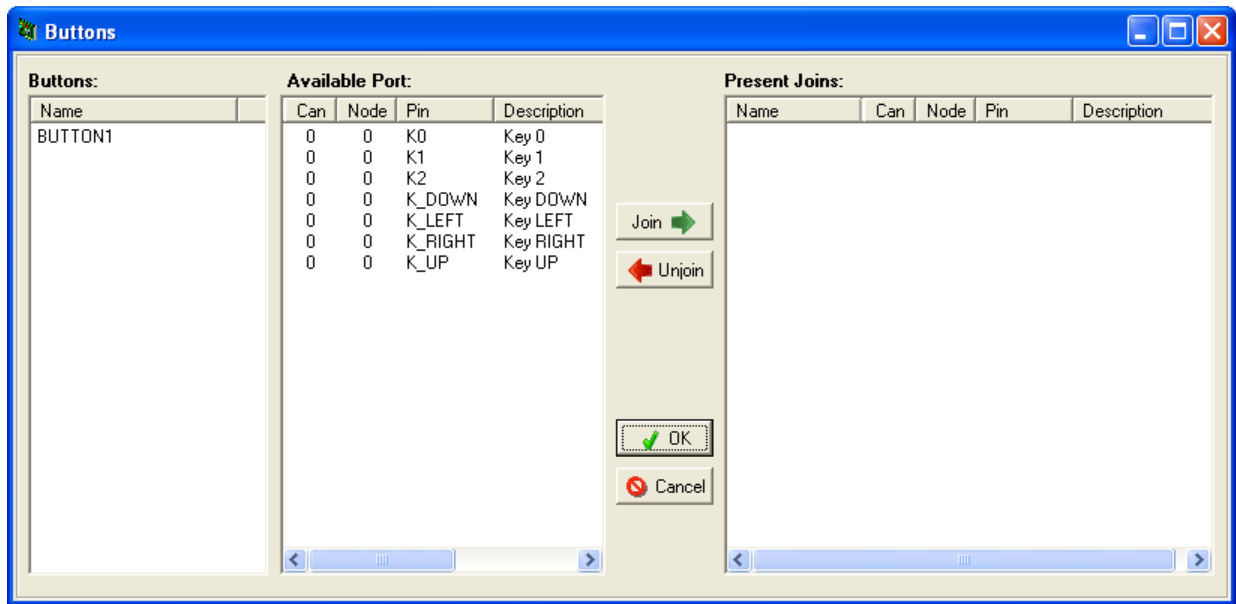 Buttons
Buttons: Available Port: Present Joins:
Name Can Node Pin Description Name Can Node Pin Description
BUTTON1 0 0 K0 Key 0
0 0 K1 Key 1
0 0 K2 Key 2
0 0 K_DOWN Key DOWN
0 0 K_LEFT Key LEFT
0 0 K_RIGHT Key RIGHT
0 0 K_UP Key UP
Join
Unjoin
OK
Cancel